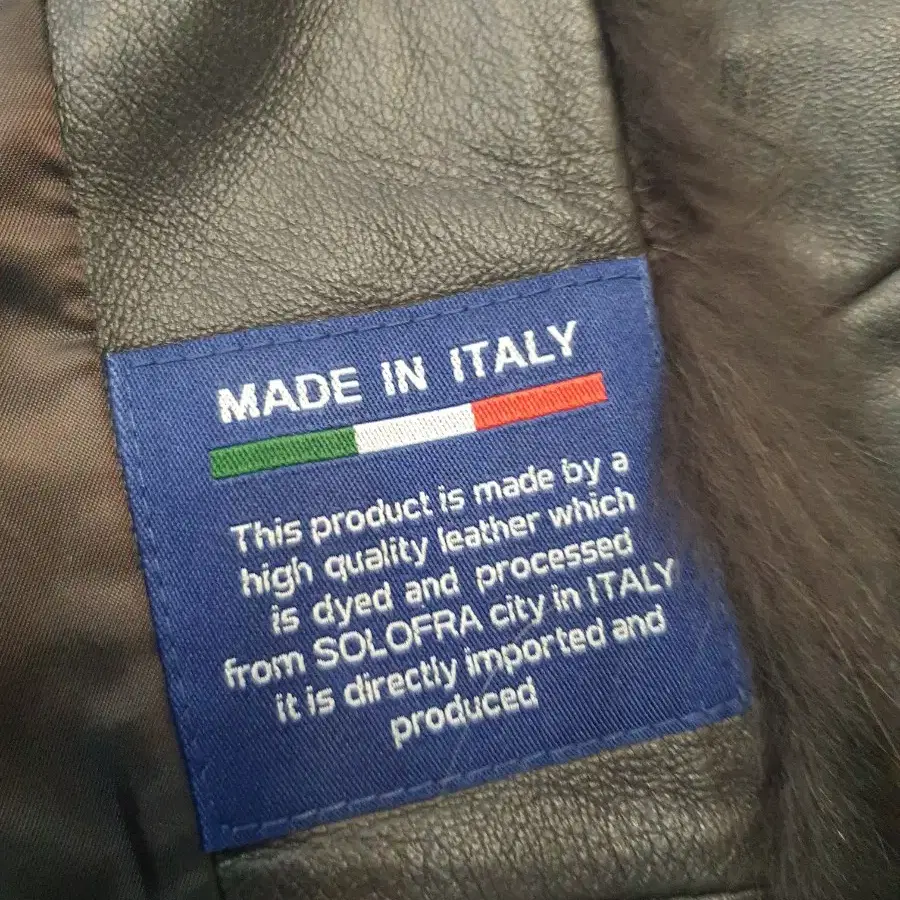 MADE IN ITALY
This product is made by a
high quality leather which
is dyed and processed
from SOLOFRA city in ITALY
it is directly imported and
produced